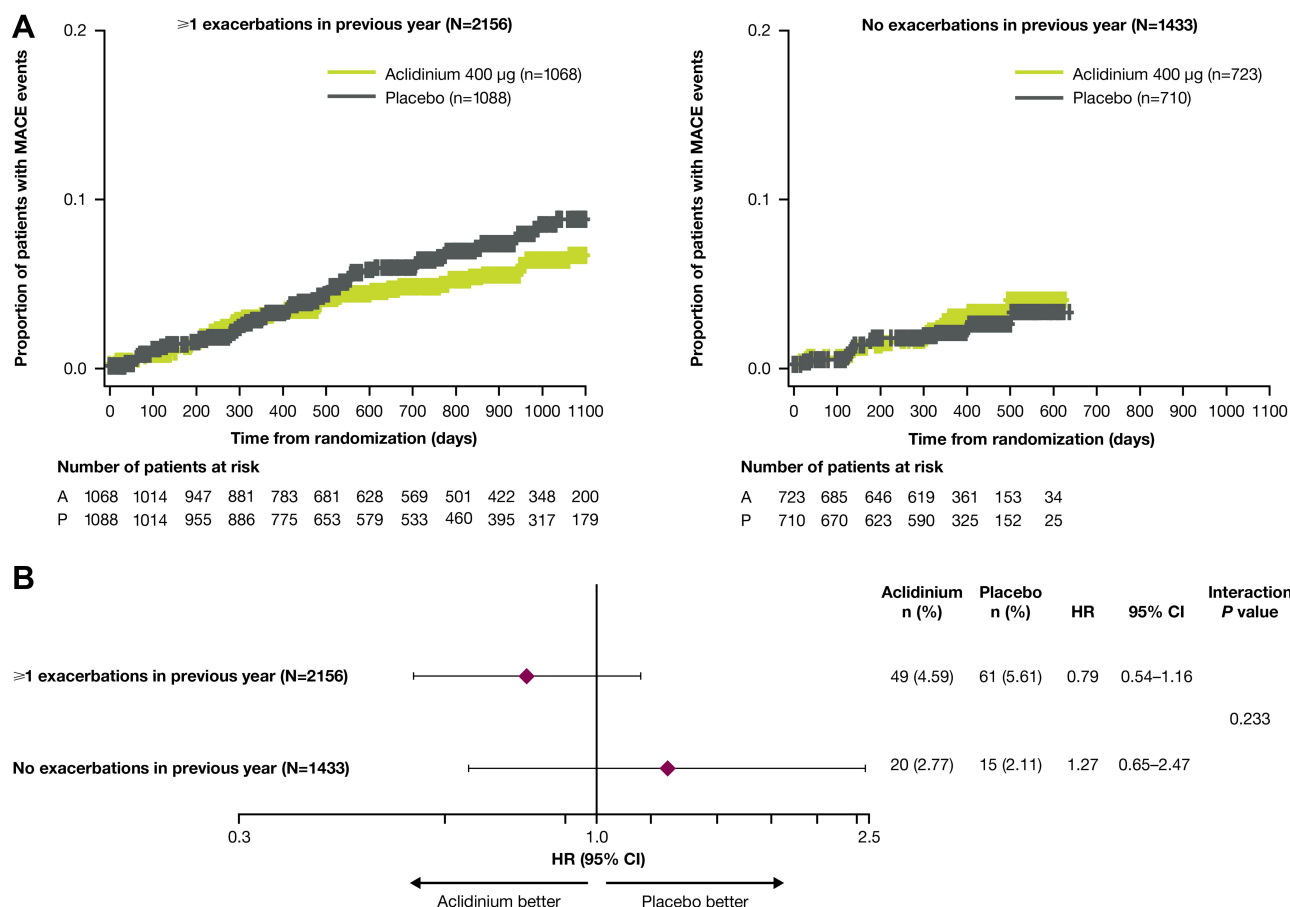 A
≥1 exacerbations in previous year (N=2156)
Proportion of patients with MACE events
0.2
0.1
0.0
Aclidinium 400 µg (n=1068)
Placebo (n=1088)
0 100 200 300 400 500 600 700 800 900 1000 1100
Time from randomization (days)
Number of patients at risk
A 1068 1014 947 881 783 681 628 569 501 422 348 200
P 1088 1014 955 886 775 653 579 533 460 395 317 179
No exacerbations in previous year (N=1433)
Proportion of patients with MACE events
0.2
0.1
0.0
Aclidinium 400 µg (n=723)
Placebo (n=710)
0 100 200 300 400 500 600 700 800 900 1000 1100
Time from randomization (days)
Number of patients at risk
A 723 685 646 619 361 153 34
P 710 670 623 590 325 152 25
B
Aclidinium Placebo Interaction
n (%) n (%) HR 95% CI P value
≥1 exacerbations in previous year (N=2156) 49 (4.59) 61 (5.61) 0.79 0.54–1.16
0.233
No exacerbations in previous year (N=1433) 20 (2.77) 15 (2.11) 1.27 0.65–2.47
0.3 1.0 2.5
HR (95% CI)
Aclidinium better Placebo better